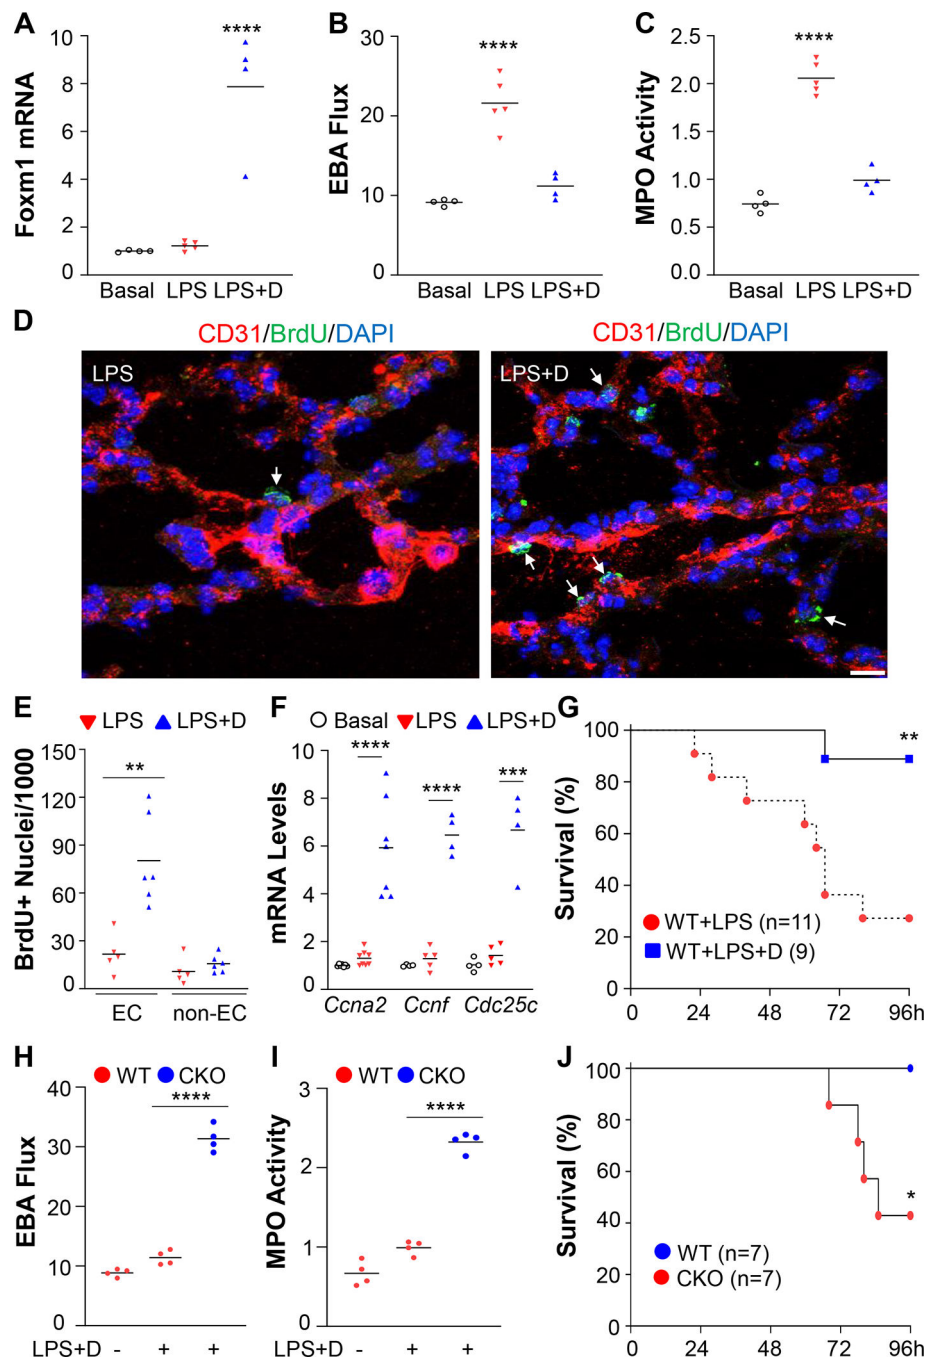 A
Foxm1 mRNA
10
8
6
4
2
0
****
Basal LPS LPS+D
B
EBA Flux
30
20
10
0
****
Basal LPS LPS+D
C
MPO Activity
2.5
2.0
1.5
1.0
0.5
0.0
****
Basal LPS LPS+D
D
CD31/BrdU/DAPI
LPS
CD31/BrdU/DAPI
LPS+D
E
LPS LPS+D
BrdU+ Nuclei/1000
150
120
90
60
30
0
**
EC non-EC
F
Basal LPS LPS+D
mRNA Levels
10
8
6
4
2
0
****
****
***
Ccna2 Ccnf Cdc25c
G
Survival (%)
100
80
60
40
20
0
**
WT+LPS (n=11)
WT+LPS+D (9)
0 24 48 72 96h
H
WT CKO
EBA Flux
40
30
20
10
0
****
LPS+D - + +
I
WT CKO
MPO Activity
3
2
1
0
****
- + +
J
Survival (%)
100
80
60
40
20
0
*
WT (n=7)
CKO (n=7)
0 24 48 72 96h